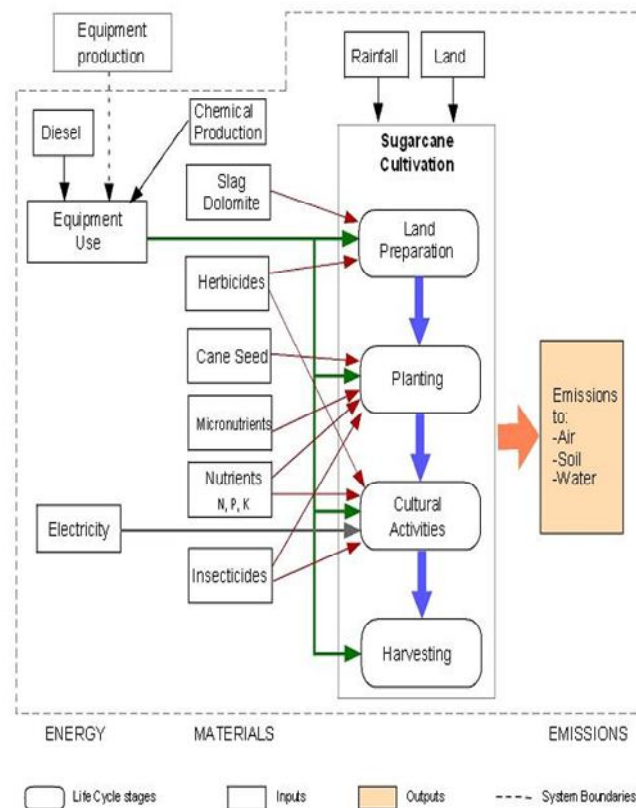 Equipment
production
Rainfall
Land
Diesel
Chemical
Production
Sugarcane
Cultivation
Slag
Dolomite
Equipment
Use
Land
Preparation
Herbicides
Cane Seed
Planting
Micronutrients
Emissions
to:
-Air
-Soil
-Water
Nutrients
N, P, K
Cultural
Activities
Electricity
Insecticides
Harvesting
ENERGY
MATERIALS
EMISSIONS
Life Cycle stages
Inputs
Outputs
System Boundaries